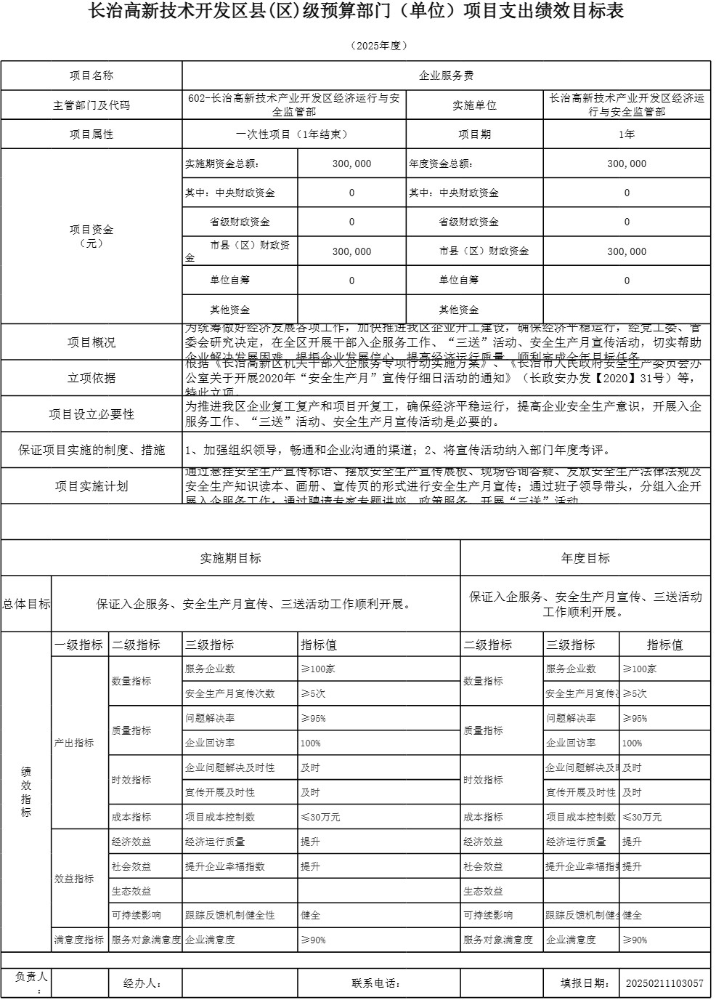 长治高新技术开发区县(区)级预算部门（单位）项目支出绩效目标表
（2025年度）
项目名称 企业服务费
主管部门及代码 602-长治高新技术产业开发区经济运行与安全监管部 实施单位 长治高新技术产业开发区经济运行与安全监管部
项目属性 一次性项目（1年结束） 项目期 1年
项目资金
（元）
实施期资金总额: 300,000 年度资金总额: 300,000
其中: 中央财政资金 0 其中: 中央财政资金 0
省级财政资金 0 省级财政资金 0
市县（区）财政资金 300,000 市县（区）财政资金 300,000
单位自筹 0 单位自筹 0
其他资金 其他资金
项目概况
为统筹做好经济发展各项工作，加快推进我区企业开工建设，确保经济平稳运行，经党工委、管
委会研究决定，在全区开展干部入企服务工作、“三送”活动、安全生产月宣传活动，切实帮助
企业解决发展困难，提振企业发展信心，提高经济运行质量，顺利完成全年目标任务
立项依据
根据《长治高新区机关干部入企服务专项行动实施方案》、《长治市人民政府安全生产委员会办
公室关于开展2020年“安全生产月”宣传仔细日活动的通知》（长政安办发【2020】31号）等，
特此立项。
项目设立必要性
为推进我区企业复工复产和项目开复工，确保经济平稳运行，提高企业安全生产意识，开展入企
服务工作、“三送”活动、安全生产月宣传活动是必要的。
保证项目实施的制度、措施 1、加强组织领导，畅通和企业沟通的渠道；2、将宣传活动纳入部门年度考评。
项目实施计划
通过悬挂安全生产宣传标语、摆放安全生产宣传展板、现场咨询答疑、发放安全生产法律法规及
安全生产知识读本、画册、宣传页的形式进行安全生产月宣传；通过班子领导带头，分组入企开
展入企服务工作；通过聘请专家专题讲座、政策服务，开展“三送”活动
实施期目标 年度目标
总体目标 保证入企服务、安全生产月宣传、三送活动工作顺利开展。 保证入企服务、安全生产月宣传、三送活动工作顺利开展。
绩效指标
一级指标 二级指标 三级指标 指标值 二级指标 三级指标 指标值
产出指标 数量指标 服务企业数 ≥100家 数量指标 服务企业数 ≥100家
安全生产月宣传次数 ≥5次 安全生产月宣传 ≥5次
质量指标 问题解决率 ≥95% 质量指标 问题解决率 ≥95%
企业回访率 100% 企业回访率 100%
时效指标 企业问题解决及时性 及时 时效指标 企业问题解决及 及时
宣传开展及时性 及时 宣传开展及时性 及时
成本指标 项目成本控制数 ≤30万元 成本指标 项目成本控制数 ≤30万元
效益指标 经济效益 经济运行质量 提升 经济效益 经济运行质量 提升
社会效益 提升企业幸福指数 提升 社会效益 提升企业幸福指 提升
生态效益 生态效益
可持续影响 跟踪反馈机制健全性 健全 可持续影响 跟踪反馈机制健 健全
满意度指标 服务对象满意度 企业满意度 ≥90% 服务对象满意度 企业满意度 ≥90%
负责人: 经办人: 联系电话: 填报日期: 20250211103057